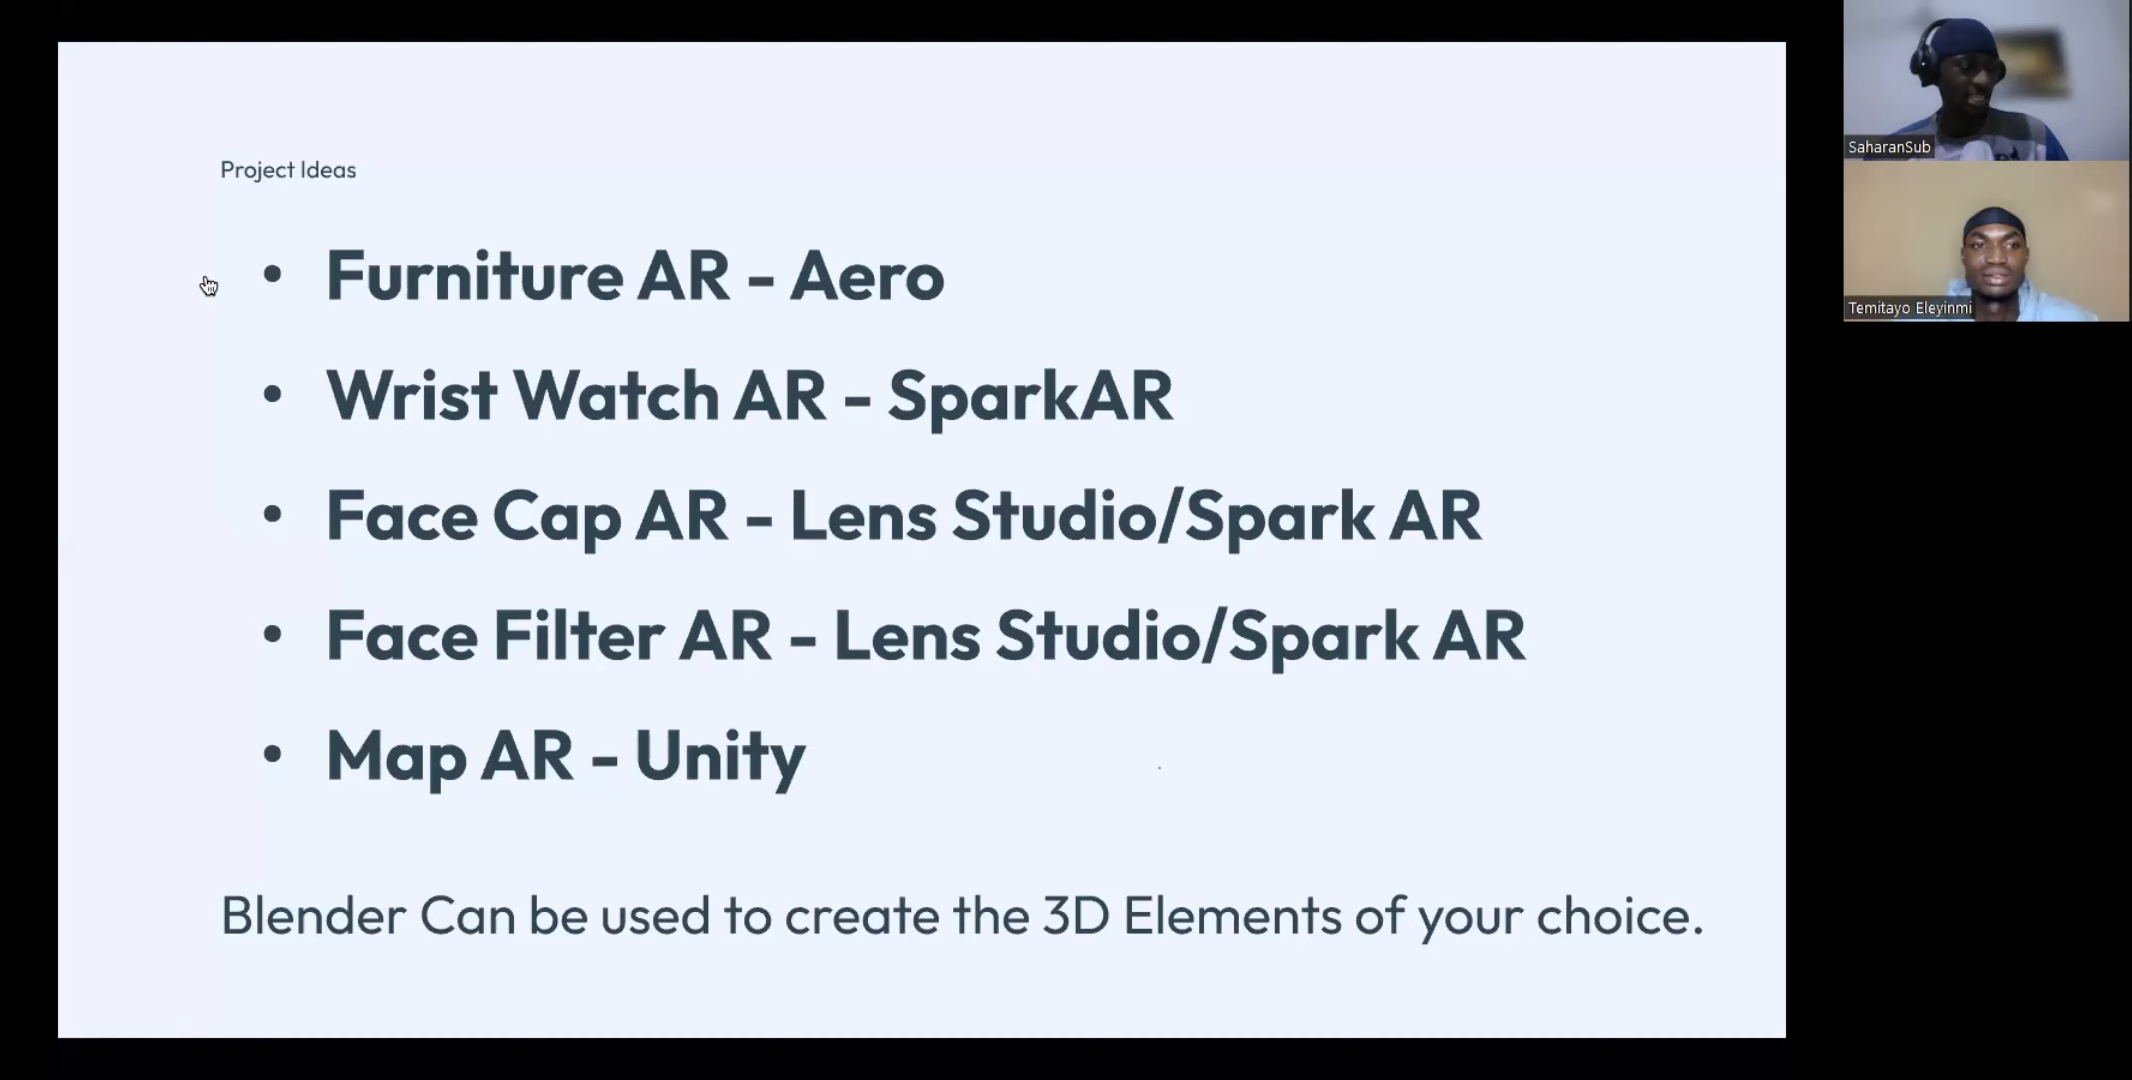 Project Ideas
• Furniture AR - Aero
• Wrist Watch AR - SparkAR
• Face Cap AR - Lens Studio/Spark AR
• Face Filter AR - Lens Studio/Spark AR
• Map AR - Unity
Blender Can be used to create the 3D Elements of your choice.
SaharanSub
Temitayo Eleyinmi